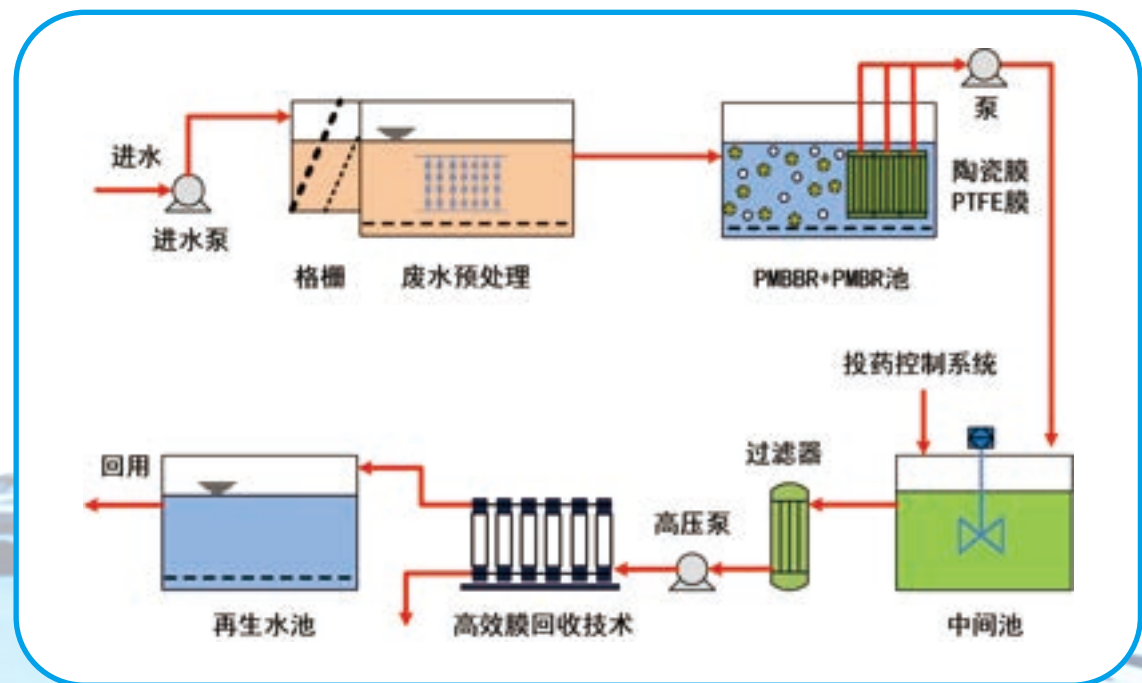 进水
进水泵
格栅
废水预处理
PMBBR+PMBR池
泵
陶瓷膜
PTFE膜
投药控制系统
中间池
过滤器
高压泵
高效膜回收技术
再生水池
回用